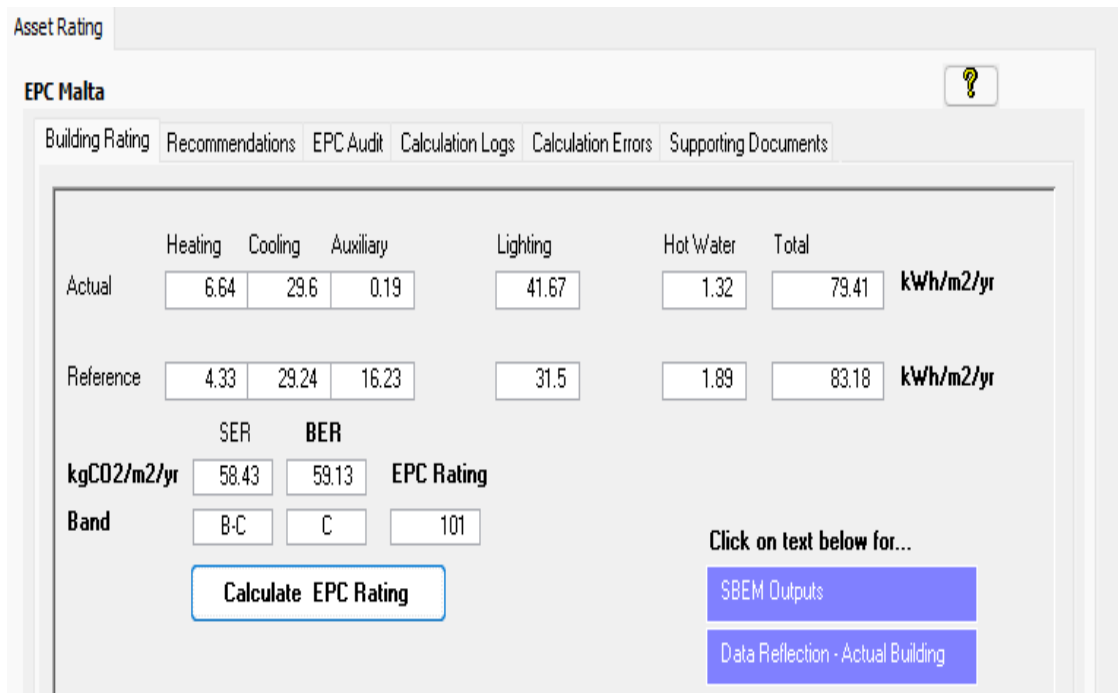 Asset Rating
EPC Malta
?
Building Rating Recommendations EPC Audit Calculation Logs Calculation Errors Supporting Documents
Heating Cooling Auxiliary Lighting Hot Water Total
Actual 6.64 29.6 0.19 41.67 1.32 79.41 kWh/m2/yr
Reference 4.33 29.24 16.23 31.5 1.89 83.18 kWh/m2/yr
SER BER
kgCO2/m2/yr 58.43 59.13 EPC Rating
Band B-C C 101
Click on text below for...
Calculate EPC Rating
SBEM Outputs
Data Reflection - Actual Building